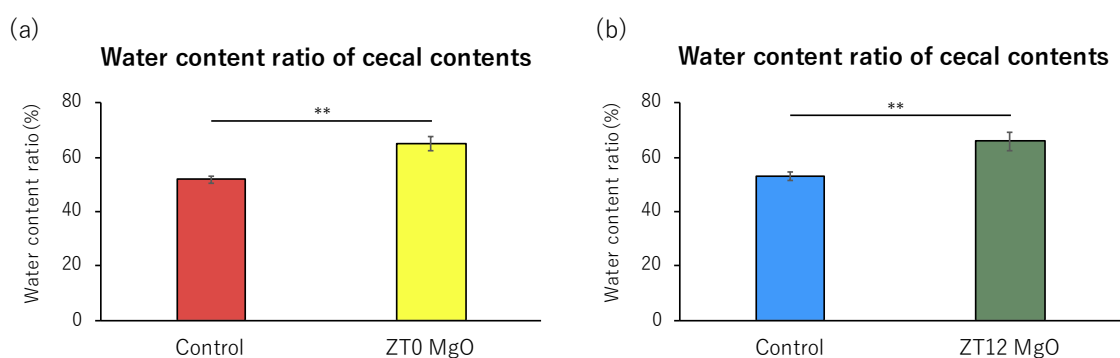 (a)
Water content ratio of cecal contents
Water content ratio(%)
80
60
40
20
0
**
Control
ZT0 MgO
(b)
Water content ratio of cecal contents
Water content ratio(%)
80
60
40
20
0
**
Control
ZT12 MgO